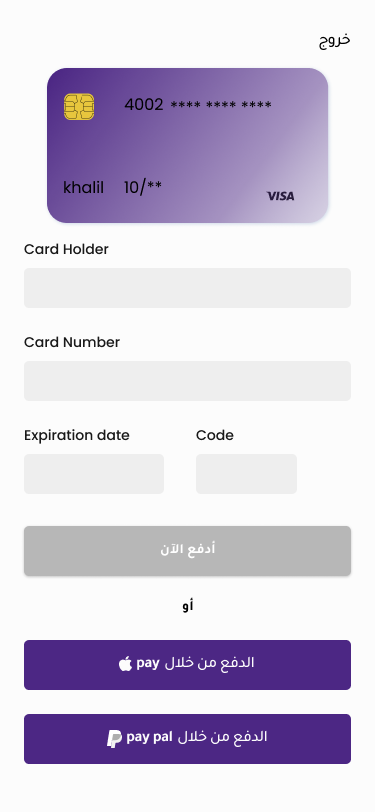 خروج
4002 **** **** ****
khalil 10/**
VISA
Card Holder
Card Number
Expiration date Code
أدفع الآن
أو
الدفع من خلال pay
الدفع من خلال pay pal